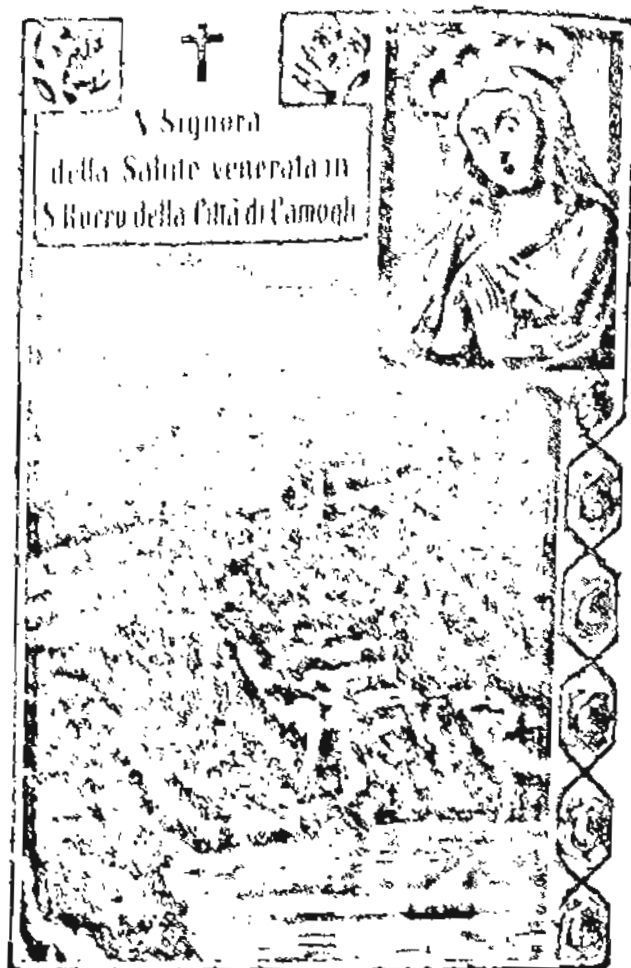 Signora
della Salute venerata in
S Rocco della Città di Camogli